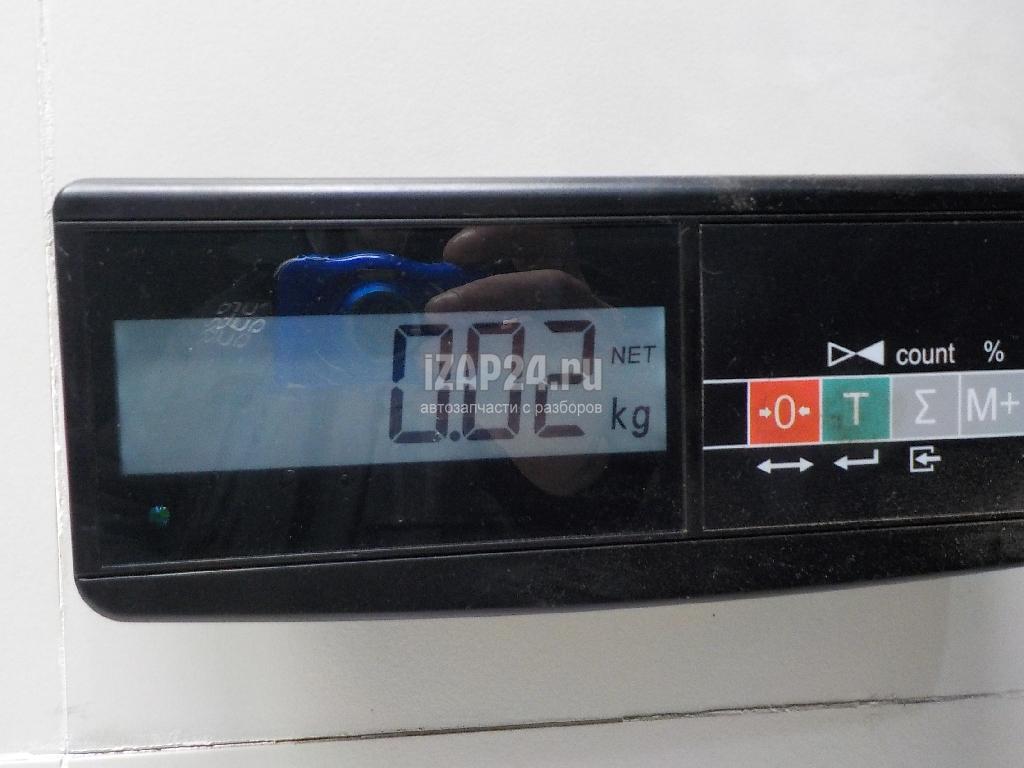 0.02 NET
kg
iZAP24.ru
автозапчасти с разборов
count %
→0← T Σ M+